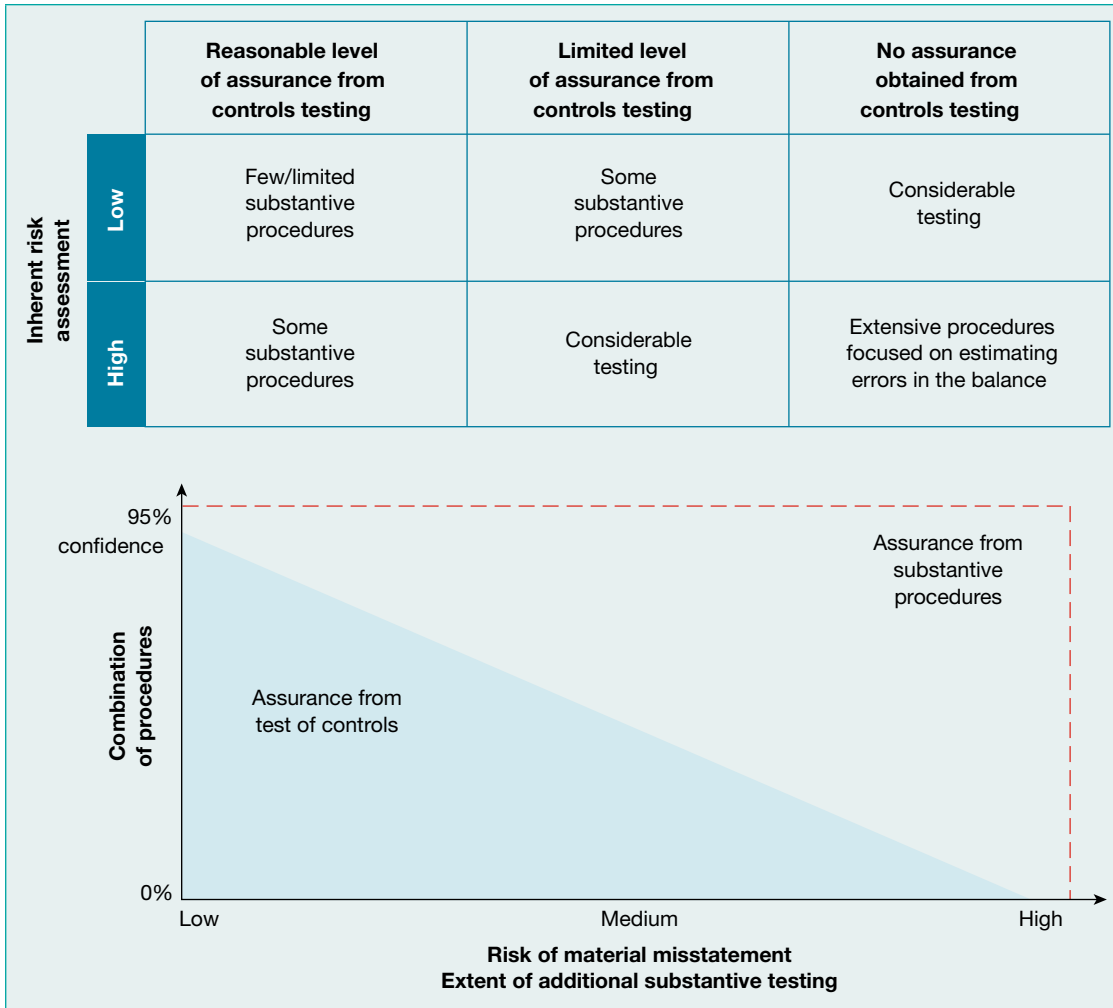 Reasonable level
of assurance from
controls testing
Limited level
of assurance from
controls testing
No assurance
obtained from
controls testing
Inherent risk
assessment
Low
Few/limited
substantive
procedures
Some
substantive
procedures
Considerable
testing
High
Some
substantive
procedures
Considerable
testing
Extensive procedures
focused on estimating
errors in the balance
95%
confidence
Assurance from
substantive
procedures
Combination
of procedures
Assurance from
test of controls
0%
Low
Medium
High
Risk of material misstatement
Extent of additional substantive testing